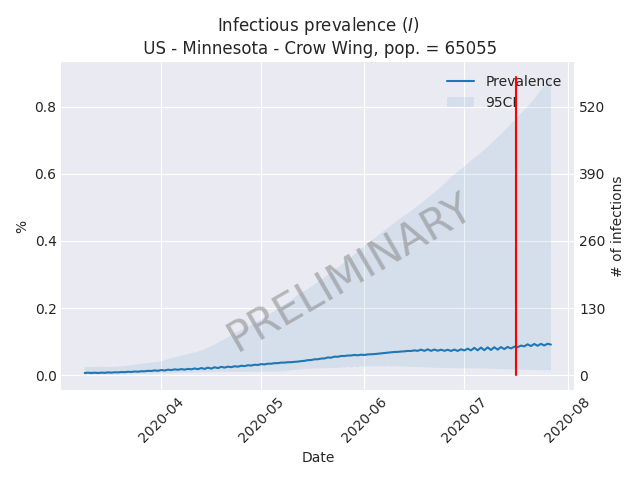 Infectious prevalence (I)
US - Minnesota - Crow Wing, pop. = 65055
Prevalence
95CI
%
0.8
0.6
0.4
0.2
0.0
520
390
260
130
0
# of infections
PRELIMINARY
2020-04
2020-05
2020-06
2020-07
2020-08
Date